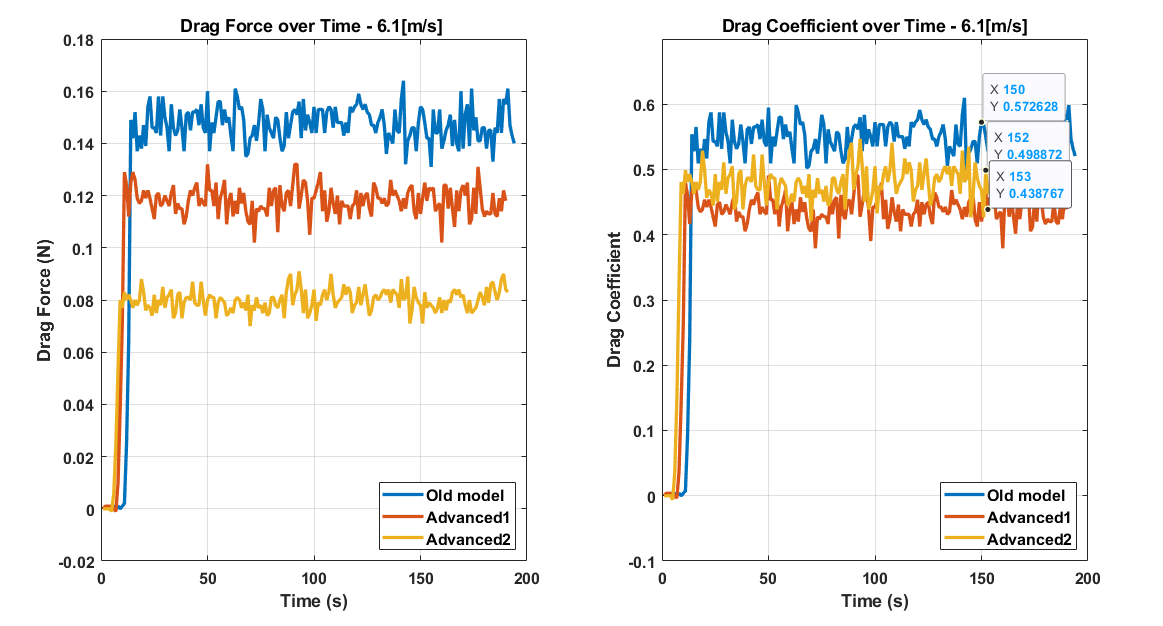 Drag Force over Time - 6.1[m/s]
0.18
0.16
0.14
0.12
0.1
0.08
0.06
0.04
0.02
0
-0.02
Drag Force (N)
0
50
100
150
200
Time (s)
Old model
Advanced1
Advanced2
Drag Coefficient over Time - 6.1[m/s]
0.6
0.5
0.4
0.3
0.2
0.1
0
-0.1
Drag Coefficient
0
50
100
150
200
Time (s)
X 150
Y 0.572628
X 152
Y 0.498872
X 153
Y 0.438767
Old model
Advanced1
Advanced2